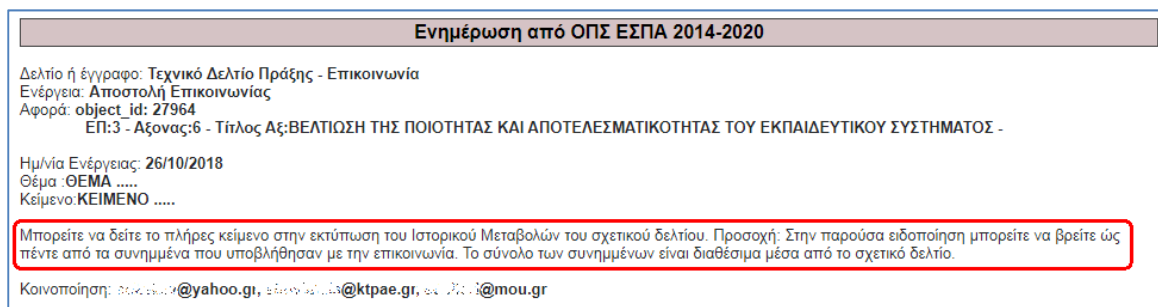 Ενημέρωση από ΟΠΣ ΕΣΠΑ 2014-2020
Δελτίο ή έγγραφο: Τεχνικό Δελτίο Πράξης - Επικοινωνία
Ενέργεια: Αποστολή Επικοινωνίας
Αφορά: object_id: 27964
ΕΠ:3 - Αξονας:6 - Τίτλος Αξ:ΒΕΛΤΙΩΣΗ ΤΗΣ ΠΟΙΟΤΗΤΑΣ ΚΑΙ ΑΠΟΤΕΛΕΣΜΑΤΙΚΟΤΗΤΑΣ ΤΟΥ ΕΚΠΑΙΔΕΥΤΙΚΟΥ ΣΥΣΤΗΜΑΤΟΣ -
Ημ/νία Ενέργειας: 26/10/2018
Θέμα :ΘΕΜΑ .....
Κείμενο:ΚΕΙΜΕΝΟ .....
Μπορείτε να δείτε το πλήρες κείμενο στην εκτύπωση του Ιστορικού Μεταβολών του σχετικού δελτίου. Προσοχή: Στην παρούσα ειδοποίηση μπορείτε να βρείτε ώς
πέντε από τα συνημμένα που υποβλήθησαν με την επικοινωνία. Το σύνολο των συνημμένων είναι διαθέσιμα μέσα από το σχετικό δελτίο.
Κοινοποίηση: @yahoo.gr, @ktpae.gr, @mou.gr